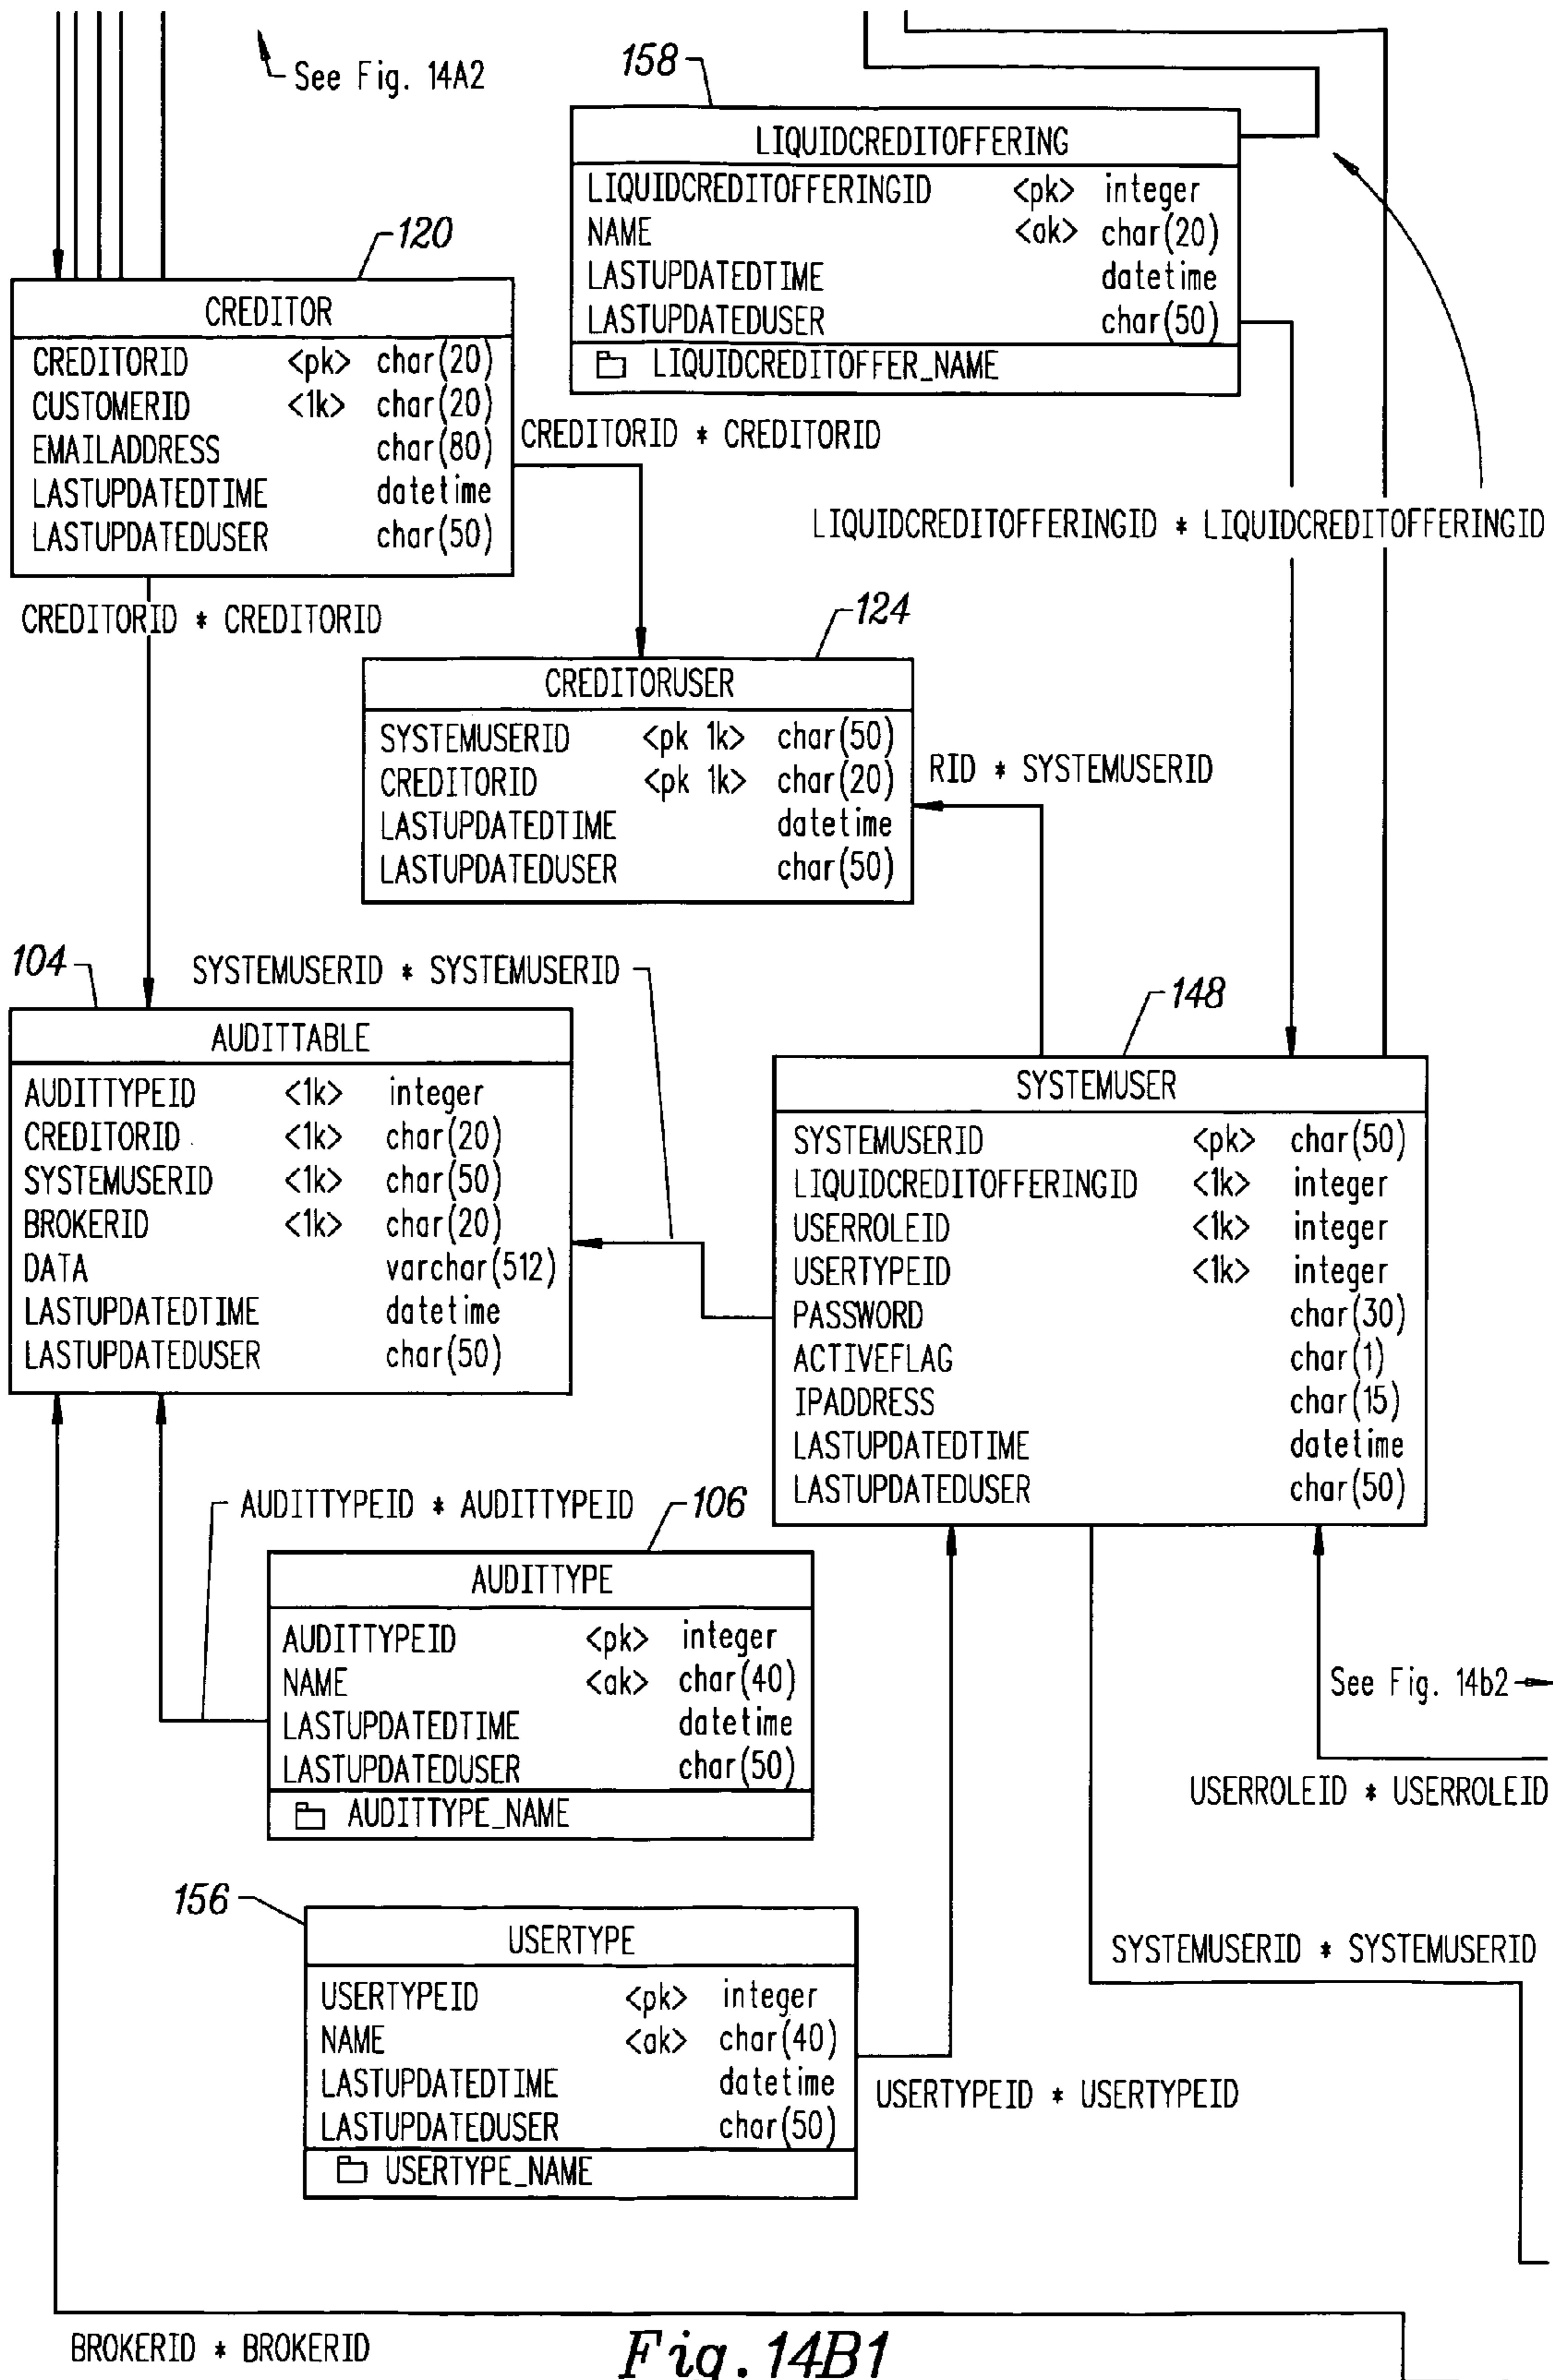 See Fig. 14A2
158
LIQUIDCREDITOFFERING
LIQUIDCREDITOFFERINGID <pk> integer
NAME <ak> char(20)
LASTUPDATEDTIME datetime
LASTUPDATEDUSER char(50)
LIQUIDCREDITOFFER_NAME
120
CREDITOR
CREDITORID <pk> char(20)
CUSTOMERID <1k> char(20)
EMAILADDRESS char(80)
LASTUPDATEDTIME datetime
LASTUPDATEDUSER char(50)
CREDITORID * CREDITORID
LIQUIDCREDITOFFERINGID * LIQUIDCREDITOFFERINGID
CREDITORID * CREDITORID
124
CREDITORUSER
SYSTEMUSERID <pk 1k> char(50)
CREDITORID <pk 1k> char(20)
LASTUPDATEDTIME datetime
LASTUPDATEDUSER char(50)
RID * SYSTEMUSERID
104
SYSTEMUSERID * SYSTEMUSERID
AUDITTABLE
AUDITTYPEID <1k> integer
CREDITORID <1k> char(20)
SYSTEMUSERID <1k> char(50)
BROKERID <1k> char(20)
DATA varchar(512)
LASTUPDATEDTIME datetime
LASTUPDATEDUSER char(50)
148
SYSTEMUSER
SYSTEMUSERID <pk> char(50)
LIQUIDCREDITOFFERINGID <1k> integer
USERROLEID <1k> integer
USERTYPEID <1k> integer
PASSWORD char(30)
ACTIVEFLAG char(1)
IPADDRESS char(15)
LASTUPDATEDTIME datetime
LASTUPDATEDUSER char(50)
AUDITTYPEID * AUDITTYPEID
106
AUDITTYPE
AUDITTYPEID <pk> integer
NAME <ak> char(40)
LASTUPDATEDTIME datetime
LASTUPDATEDUSER char(50)
AUDITTYPE_NAME
See Fig. 14b2
USERROLEID * USERROLEID
156
USERTYPE
USERTYPEID <pk> integer
NAME <ak> char(40)
LASTUPDATEDTIME datetime
LASTUPDATEDUSER char(50)
USERTYPE_NAME
SYSTEMUSERID * SYSTEMUSERID
USERTYPEID * USERTYPEID
BROKERID * BROKERID
Fig. 14B1